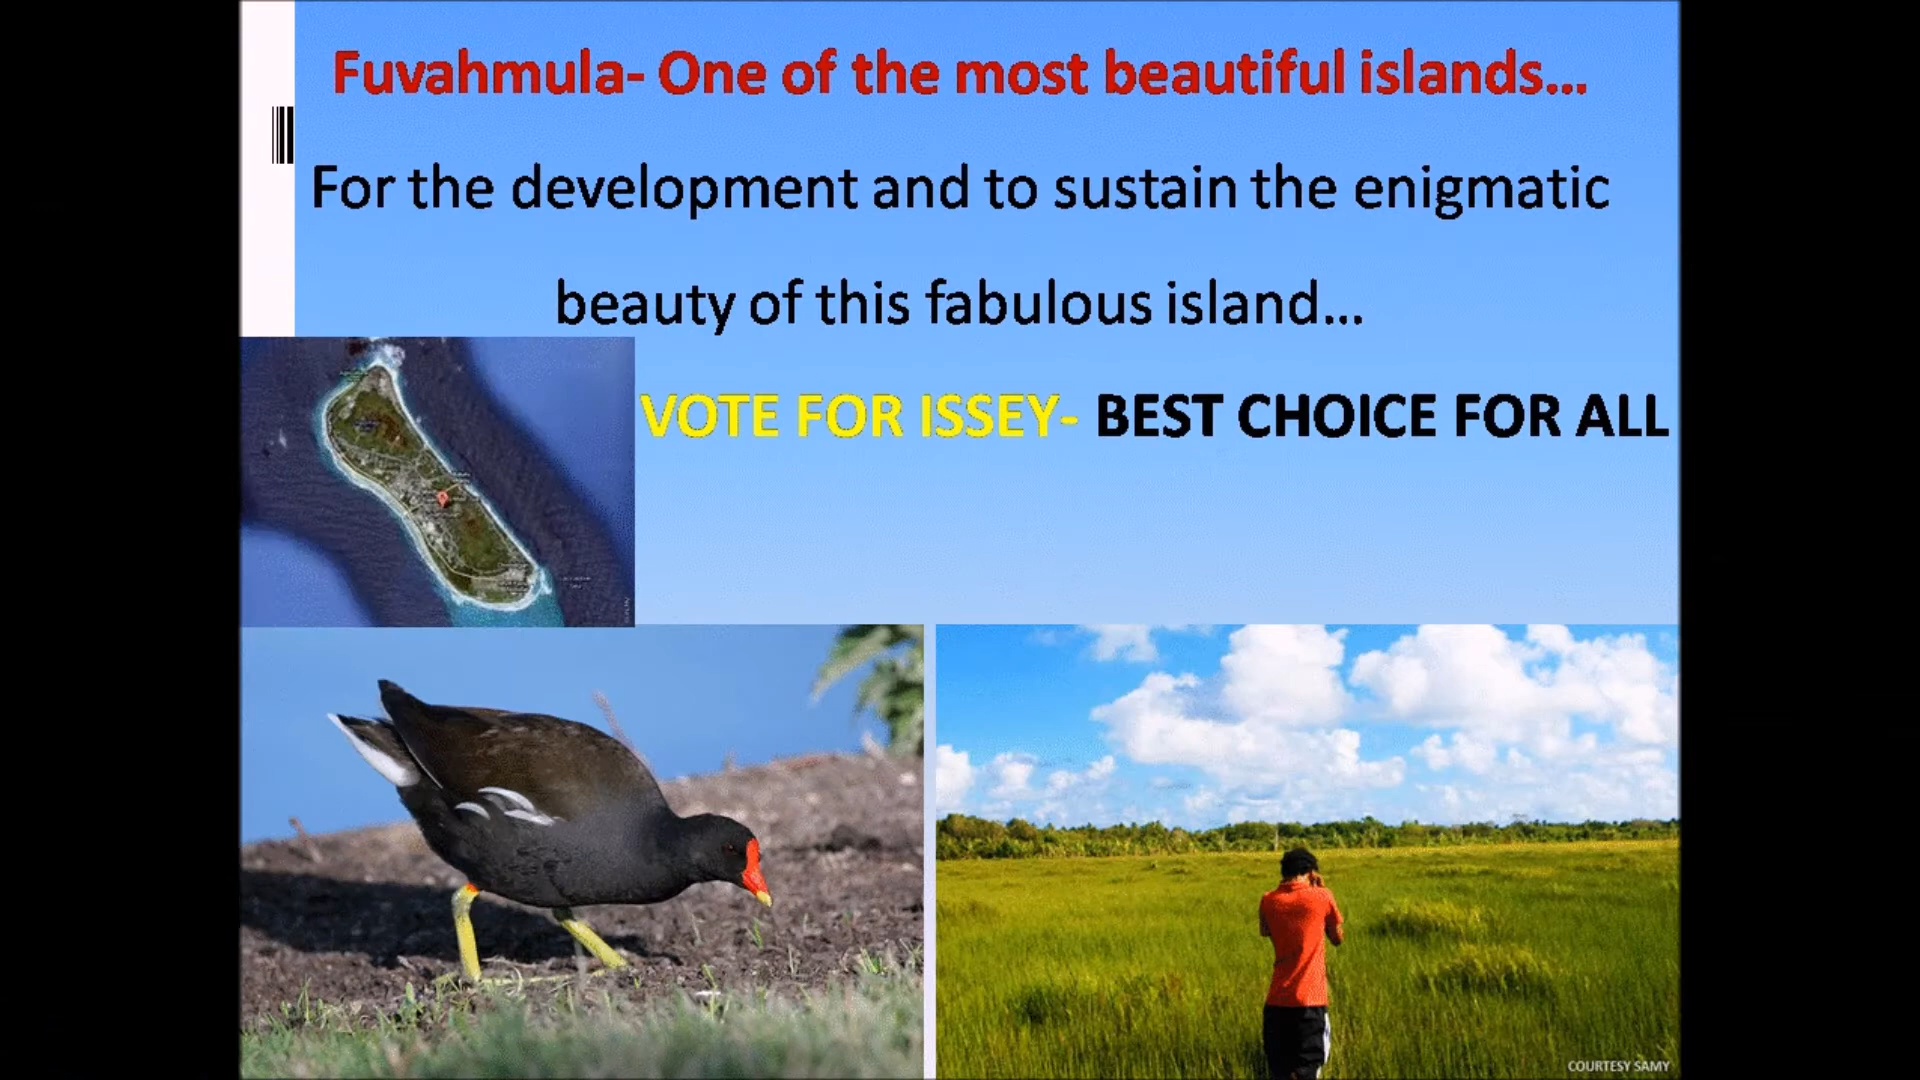 Fuvahmula- One of the most beautiful islands...
For the development and to sustain the enigmatic
beauty of this fabulous island...
VOTE FOR ISSEY- BEST CHOICE FOR ALL
COURTESY SAMY